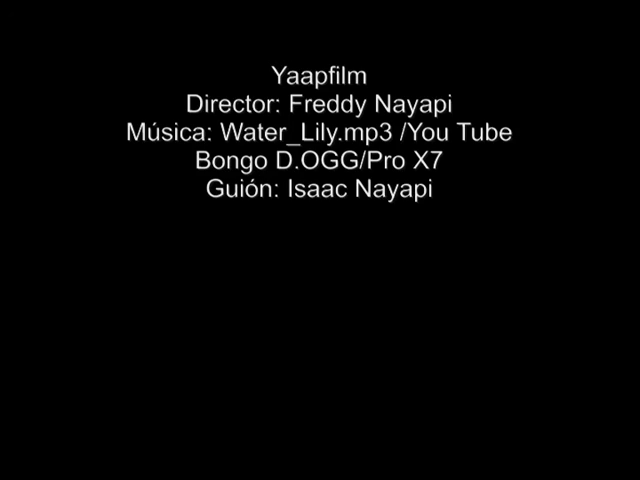 Yaapfilm
Director: Freddy Nayapi
Música: Water_Lily.mp3 /You Tube
Bongo D.OGG/Pro X7
Guión: Isaac Nayapi